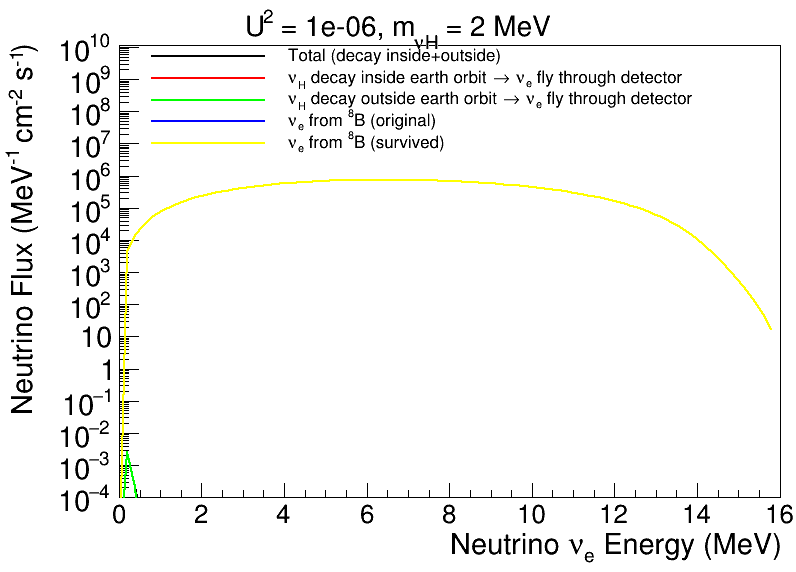 U² = 1e-06, m_νH = 2 MeV
Total (decay inside+outside)
ν_H decay inside earth orbit → ν_e fly through detector
ν_H decay outside earth orbit → ν_e fly through detector
ν_e from ⁸B (original)
ν_e from ⁸B (survived)
Neutrino Flux (MeV⁻¹ cm⁻² s⁻¹)
10¹⁰
10⁹
10⁸
10⁷
10⁶
10⁵
10⁴
10³
10²
10
1
10⁻¹
10⁻²
10⁻³
10⁻⁴
0 2 4 6 8 10 12 14 16
Neutrino ν_e Energy (MeV)